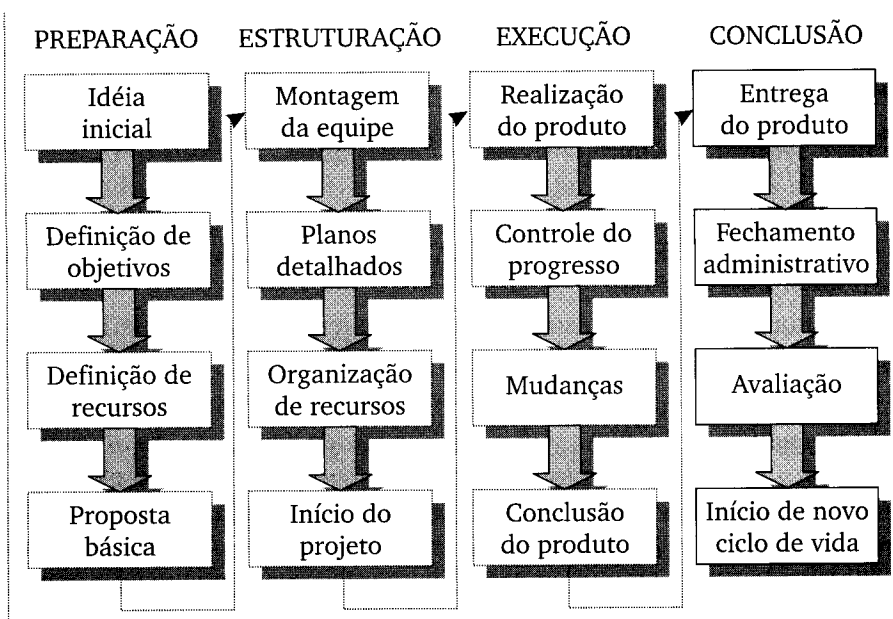 PREPARAÇÃO
Idéia
inicial
Definição de
objetivos
Definição de
recursos
Proposta
básica
ESTRUTURAÇÃO
Montagem
da equipe
Planos
detalhados
Organização
de recursos
Início do
projeto
EXECUÇÃO
Realização
do produto
Controle do
progresso
Mudanças
Conclusão
do produto
CONCLUSÃO
Entrega
do produto
Fechamento
administrativo
Avaliação
Início de novo
ciclo de vida